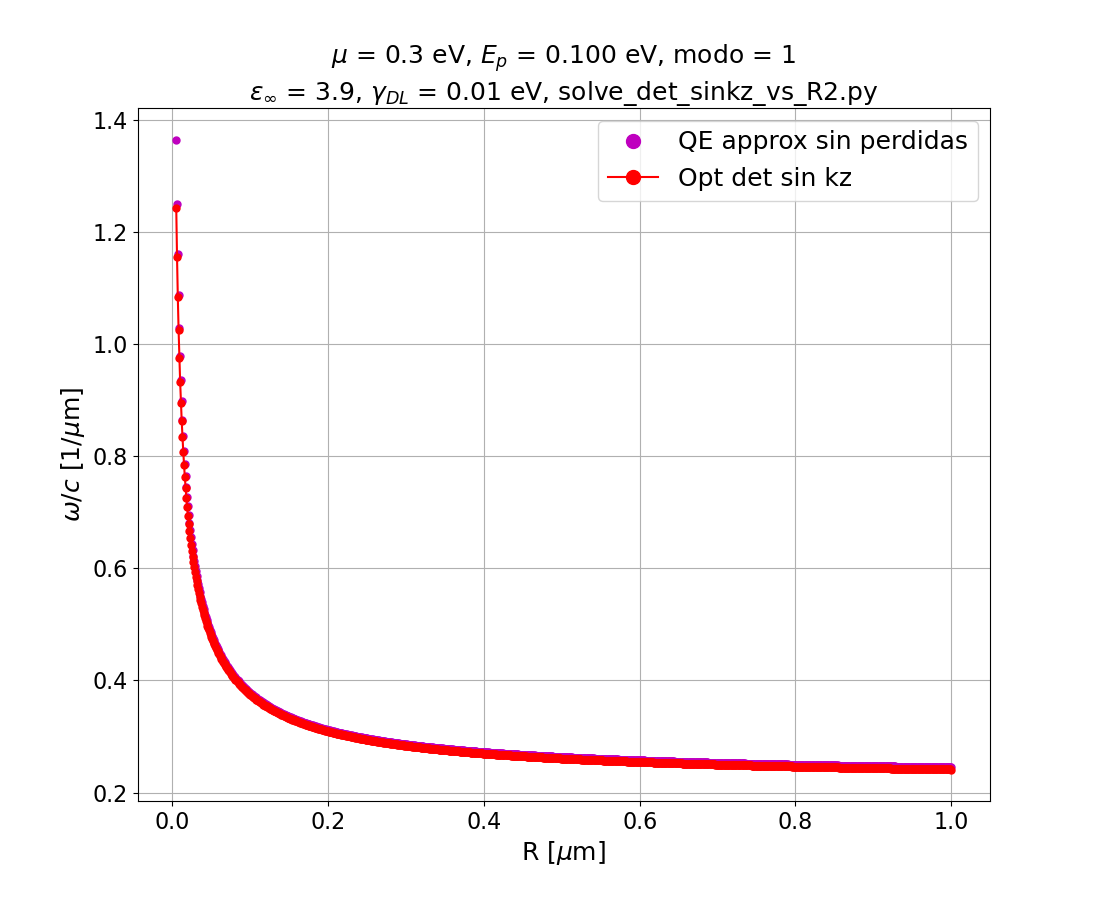 μ = 0.3 eV, E_p = 0.100 eV, modo = 1
ε_∞ = 3.9, γ_DL = 0.01 eV, solve_det_sinkz_vs_R2.py
QE approx sin perdidas
Opt det sin kz
1.4
1.2
1.0
0.8
0.6
0.4
0.2
ω/c [1/μm]
0.0 0.2 0.4 0.6 0.8 1.0
R [μm]